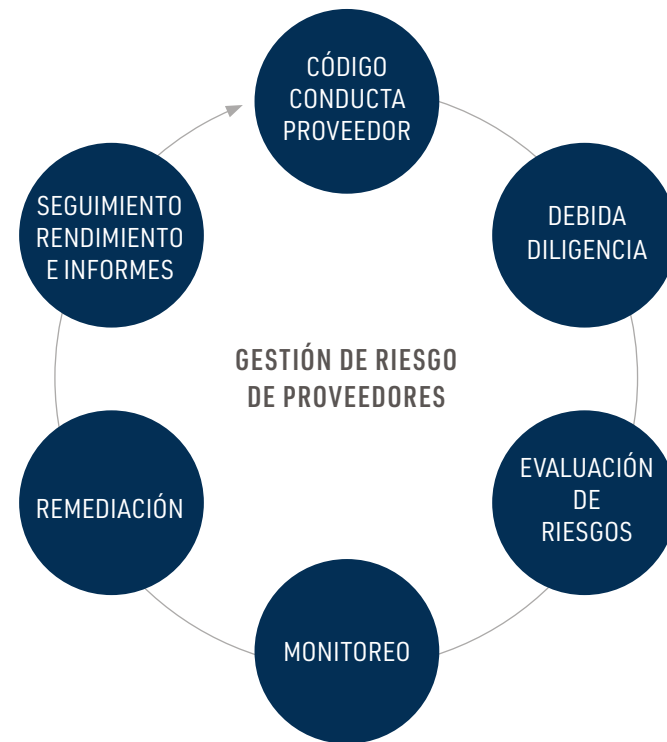 CÓDIGO
CONDUCTA
PROVEEDOR
DEBIDA
DILIGENCIA
EVALUACIÓN
DE
RIESGOS
MONITOREO
REMEDIACIÓN
SEGUIMIENTO
RENDIMIENTO
E INFORMES
GESTIÓN DE RIESGO
DE PROVEEDORES